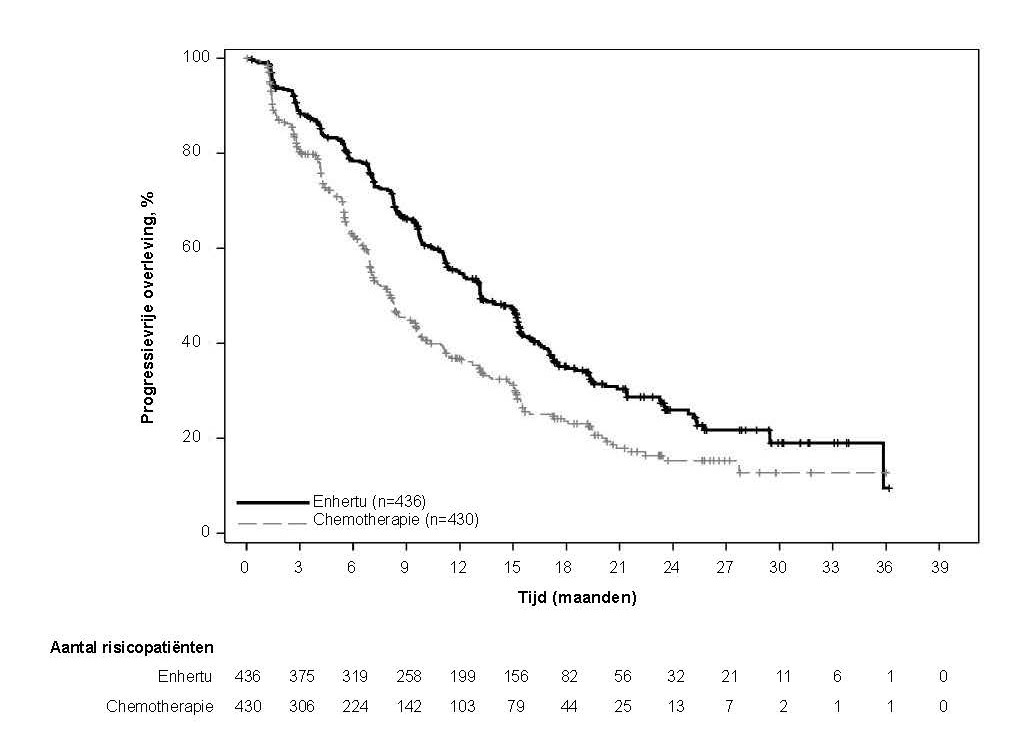 100
80
60
40
20
0
Progressievrije overleving, %
Enhertu (n=436)
Chemotherapie (n=430)
0 3 6 9 12 15 18 21 24 27 30 33 36 39
Tijd (maanden)
Aantal risicopatiënten
Enhertu 436 375 319 258 199 156 82 56 32 21 11 6 1 0
Chemotherapie 430 306 224 142 103 79 44 25 13 7 2 1 1 0